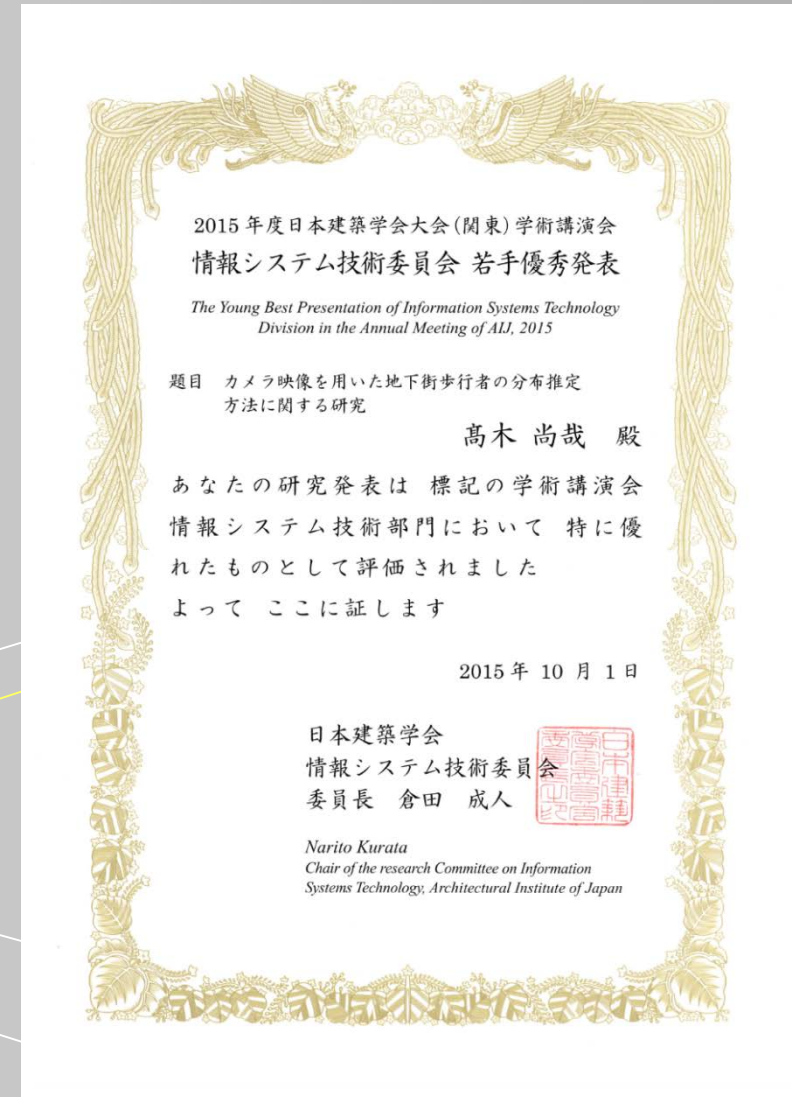 2015年度日本建築学会大会(関東)学術講演会
情報システム技術委員会 若手優秀発表
The Young Best Presentation of Information Systems Technology
Division in the Annual Meeting of AIJ, 2015
題目 カメラ映像を用いた地下街歩行者の分布推定
方法に関する研究
髙木 尚哉 殿
あなたの研究発表は 標記の学術講演会
情報システム技術部門において 特に優
れたものとして評価されました
よって ここに証します
2015年 10 月 1日
日本建築学会
情報システム技術委員会
委員長 倉田 成人
Narito Kurata
Chair of the research Committee on Information
Systems Technology, Architectural Institute of Japan